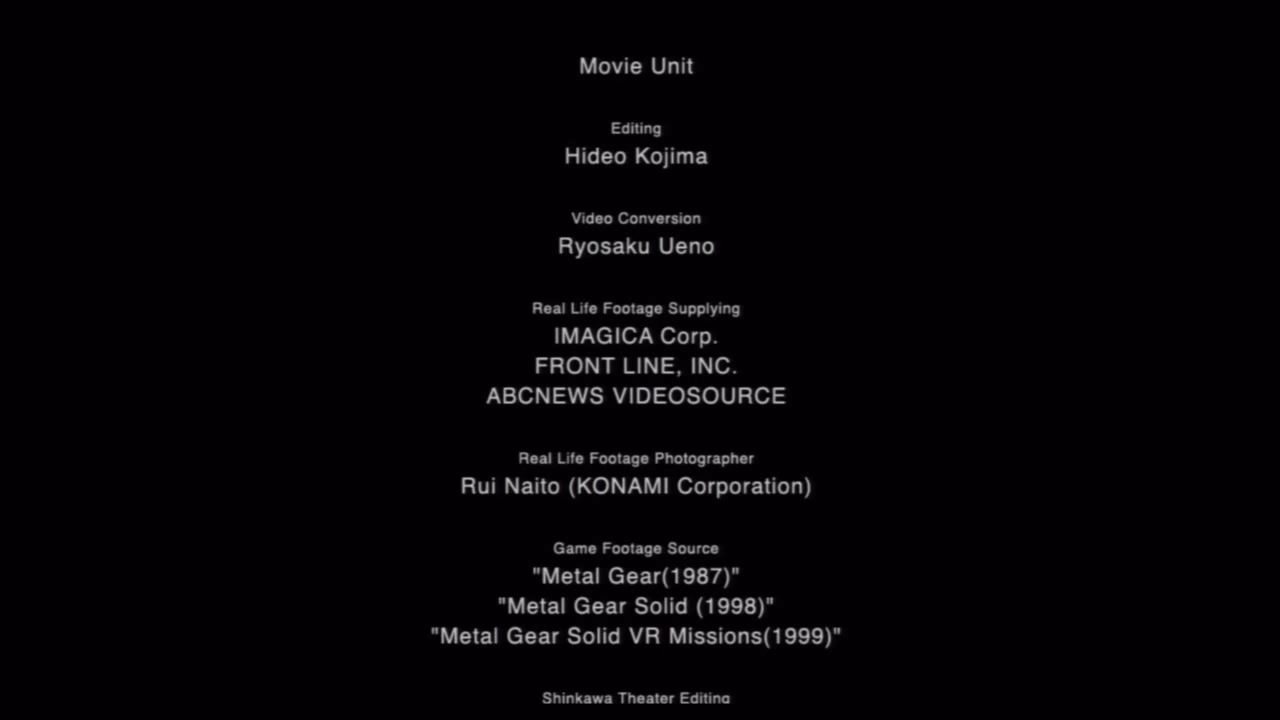 Movie Unit
Editing
Hideo Kojima
Video Conversion
Ryosaku Ueno
Real Life Footage Supplying
IMAGICA Corp.
FRONT LINE, INC.
ABCNEWS VIDEOSOURCE
Real Life Footage Photographer
Rui Naito (KONAMI Corporation)
Game Footage Source
"Metal Gear(1987)"
"Metal Gear Solid (1998)"
"Metal Gear Solid VR Missions(1999)"
Shinkawa Theater Editing